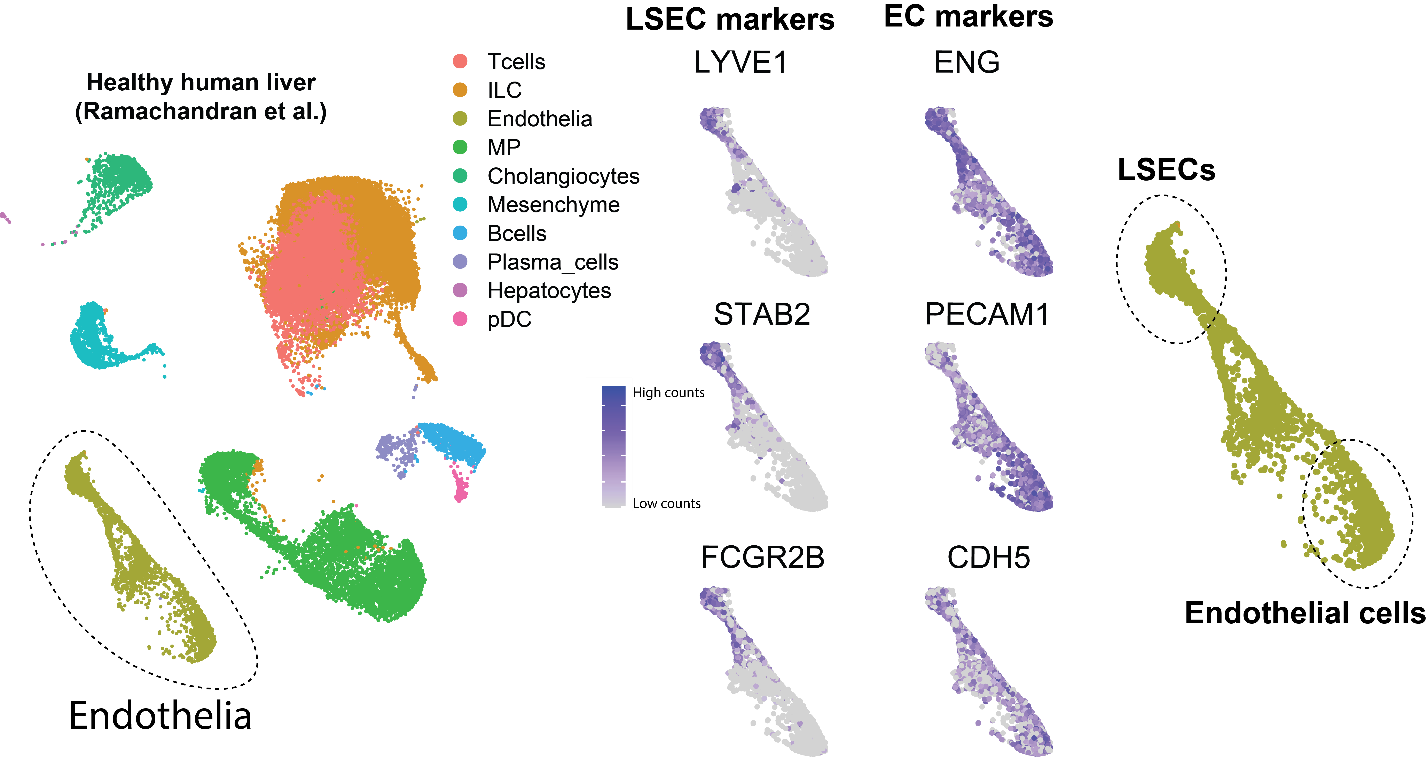 Healthy human liver
(Ramachandran et al.)
Tcells
ILC
Endothelia
MP
Cholangiocytes
Mesenchyme
Bcells
Plasma_cells
Hepatocytes
pDC
Endothelia
LSEC markers
EC markers
LYVE1
ENG
STAB2
PECAM1
High counts
Low counts
FCGR2B
CDH5
LSECs
Endothelial cells